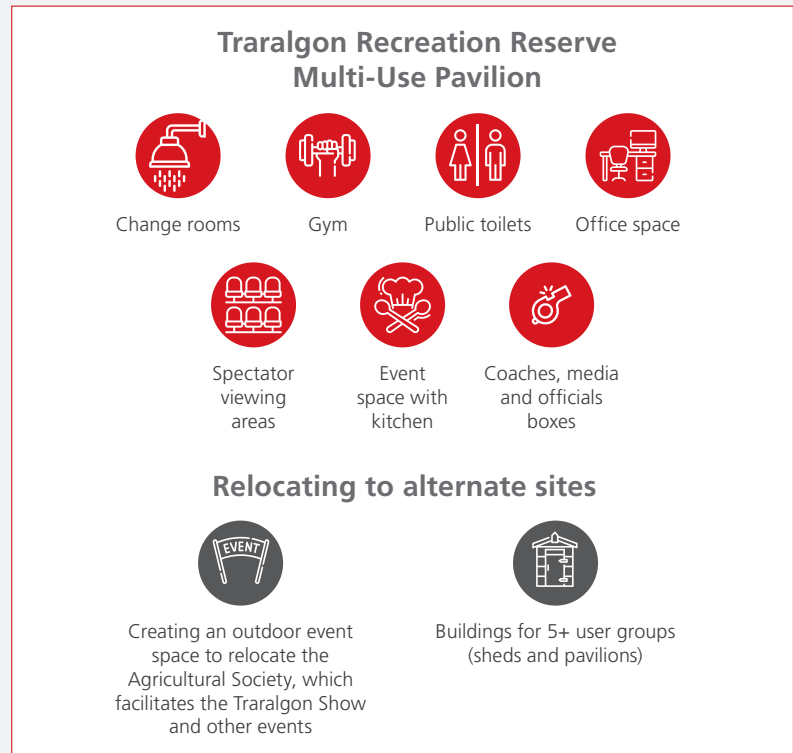 Traralgon Recreation Reserve
Multi-Use Pavilion
Change rooms
Gym
Public toilets
Office space
Spectator
viewing
areas
Event
space with
kitchen
Coaches, media
and officials
boxes
Relocating to alternate sites
EVENT
Creating an outdoor event
space to relocate the
Agricultural Society, which
facilitates the Traralgon Show
and other events
Buildings for 5+ user groups
(sheds and pavilions)